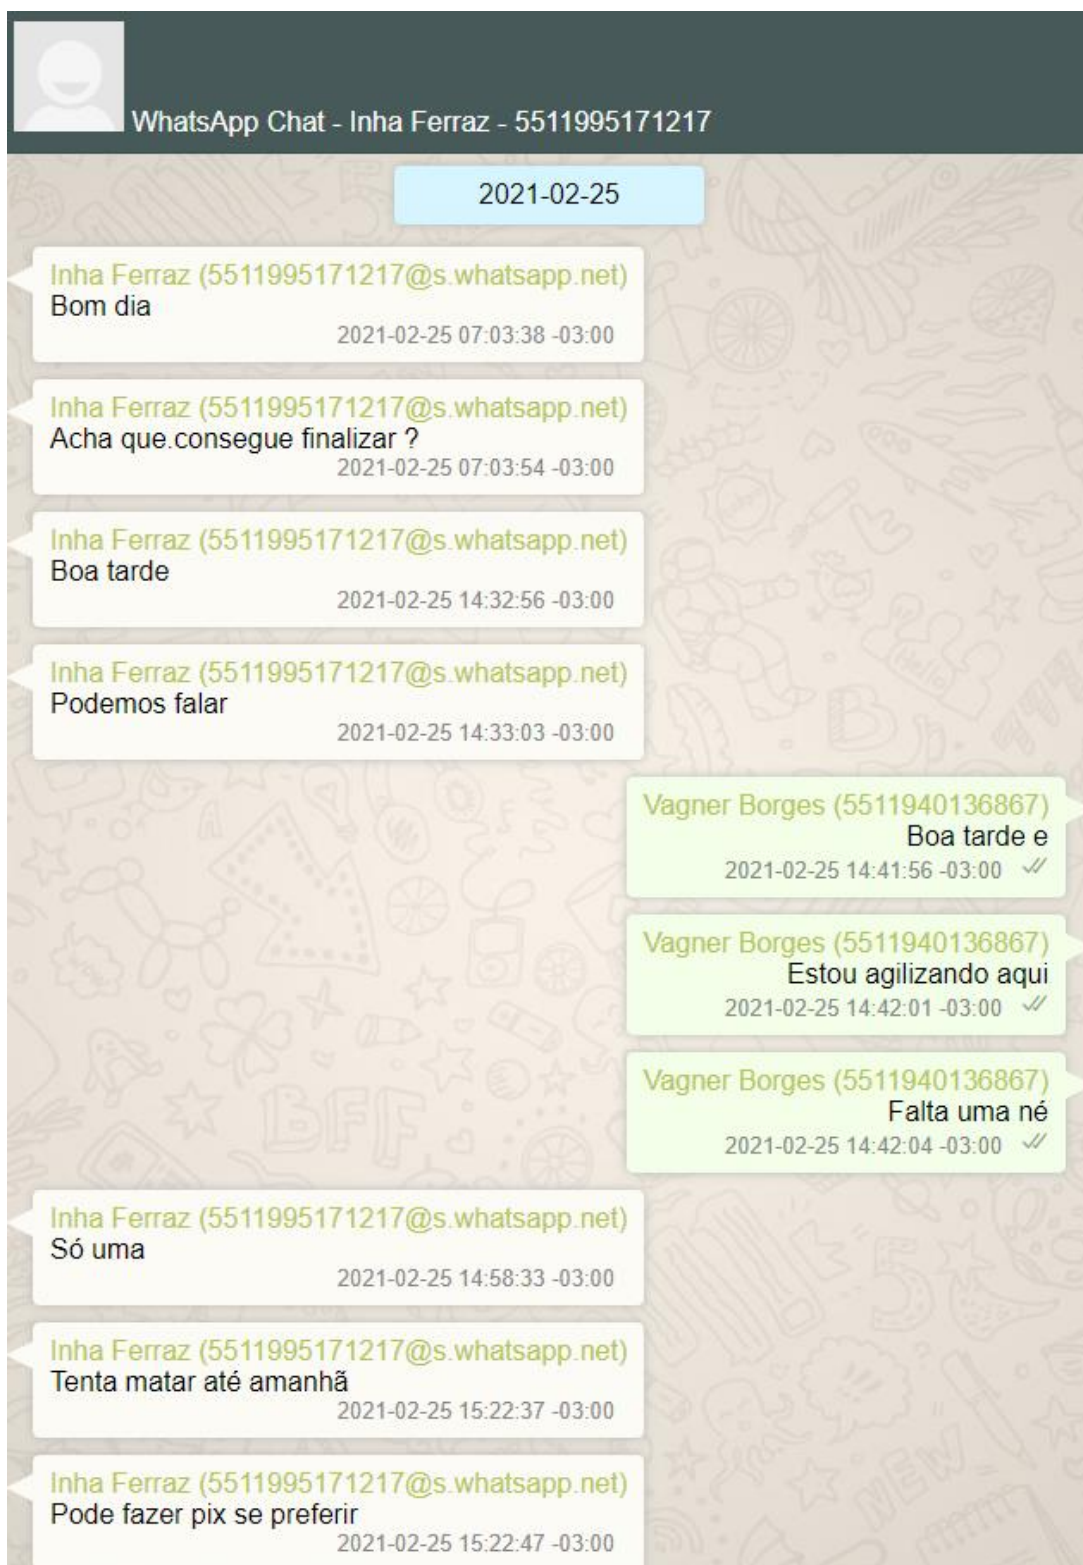 WhatsApp Chat - Inha Ferraz - 5511995171217
2021-02-25
Inha Ferraz (5511995171217@s.whatsapp.net)
Bom dia
2021-02-25 07:03:38 -03:00
Inha Ferraz (5511995171217@s.whatsapp.net)
Acha que.consegue finalizar ?
2021-02-25 07:03:54 -03:00
Inha Ferraz (5511995171217@s.whatsapp.net)
Boa tarde
2021-02-25 14:32:56 -03:00
Inha Ferraz (5511995171217@s.whatsapp.net)
Podemos falar
2021-02-25 14:33:03 -03:00
Vagner Borges (5511940136867)
Boa tarde e
2021-02-25 14:41:56 -03:00
Vagner Borges (5511940136867)
Estou agilizando aqui
2021-02-25 14:42:01 -03:00
Vagner Borges (5511940136867)
Falta uma né
2021-02-25 14:42:04 -03:00
Inha Ferraz (5511995171217@s.whatsapp.net)
Só uma
2021-02-25 14:58:33 -03:00
Inha Ferraz (5511995171217@s.whatsapp.net)
Tenta matar até amanhã
2021-02-25 15:22:37 -03:00
Inha Ferraz (5511995171217@s.whatsapp.net)
Pode fazer pix se preferir
2021-02-25 15:22:47 -03:00